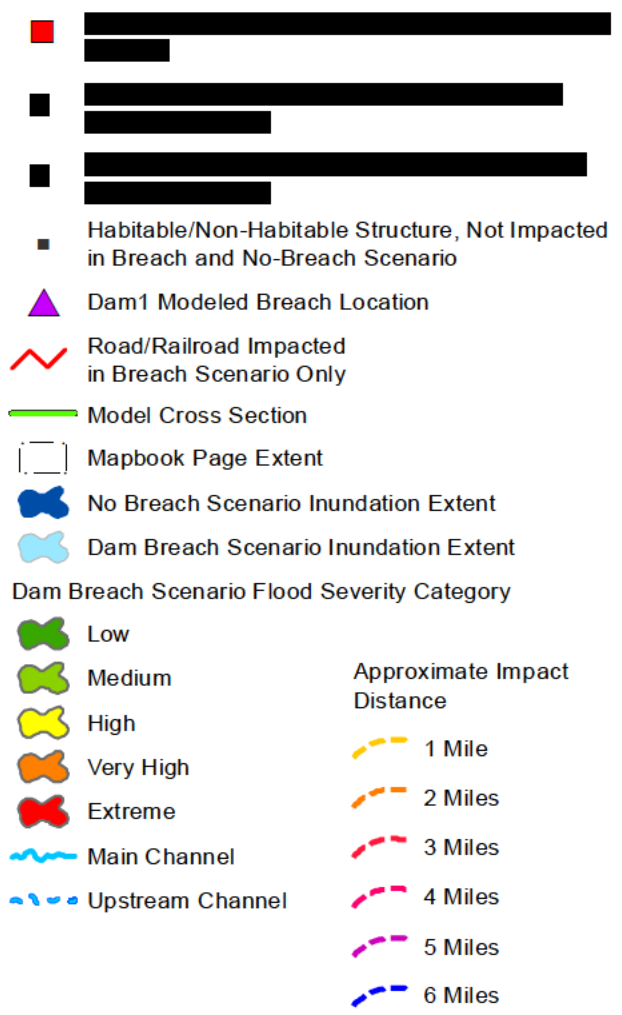 Habitable/Non-Habitable Structure, Not Impacted
in Breach and No-Breach Scenario
Dam1 Modeled Breach Location
Road/Railroad Impacted
in Breach Scenario Only
Model Cross Section
Mapbook Page Extent
No Breach Scenario Inundation Extent
Dam Breach Scenario Inundation Extent
Dam Breach Scenario Flood Severity Category
Low
Medium
High
Very High
Extreme
Main Channel
Upstream Channel
Approximate Impact
Distance
1 Mile
2 Miles
3 Miles
4 Miles
5 Miles
6 Miles